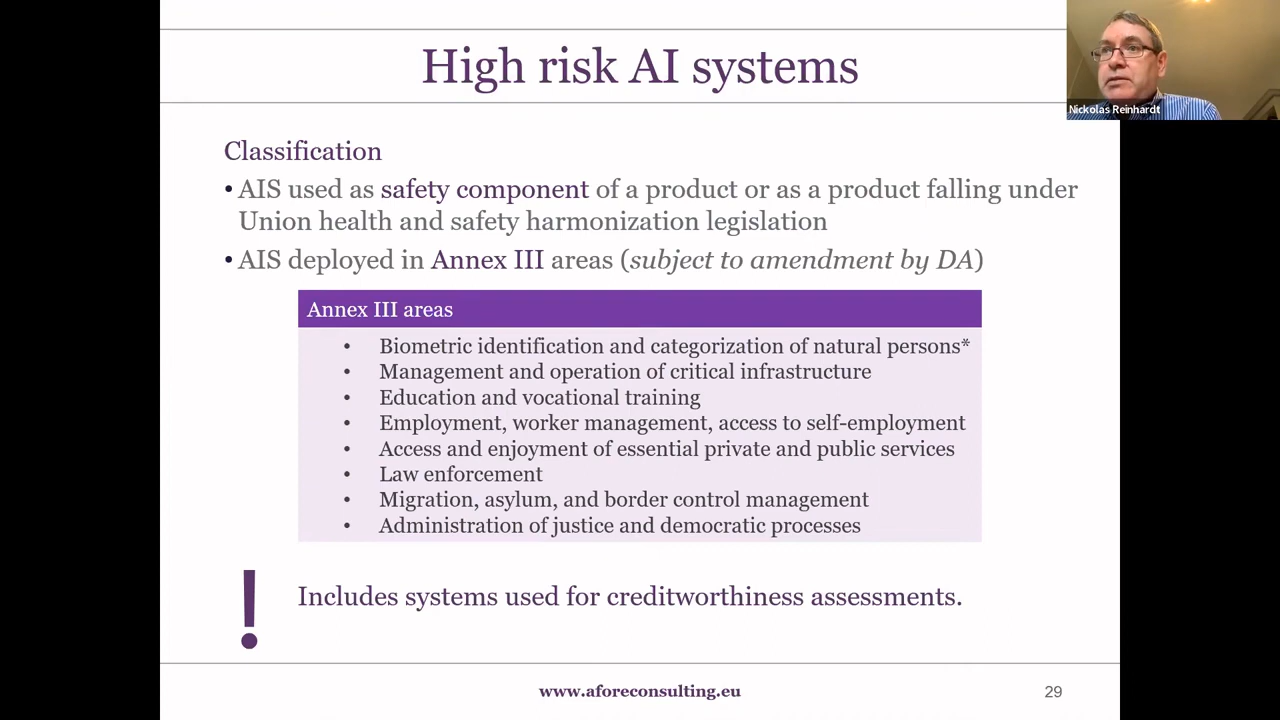 High risk AI systems
Nickolas Reinhardt
Classification
• AIS used as safety component of a product or as a product falling under
Union health and safety harmonization legislation
• AIS deployed in Annex III areas (subject to amendment by DA)
Annex III areas
• Biometric identification and categorization of natural persons*
• Management and operation of critical infrastructure
• Education and vocational training
• Employment, worker management, access to self-employment
• Access and enjoyment of essential private and public services
• Law enforcement
• Migration, asylum, and border control management
• Administration of justice and democratic processes
! Includes systems used for creditworthiness assessments.
www.aforeconsulting.eu
29